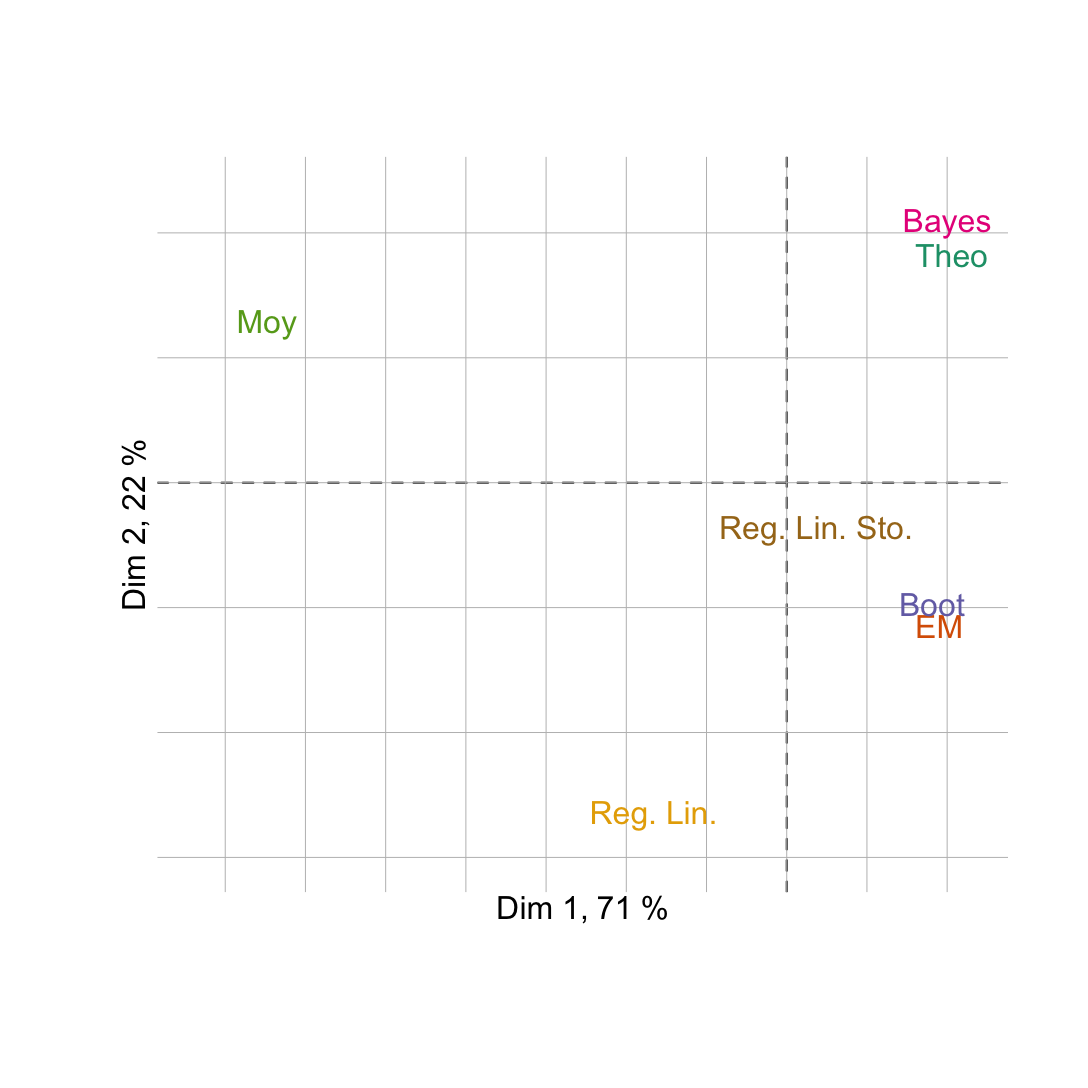 Bayes
Theo
Moy
Dim 2, 22 %
Reg. Lin. Sto.
Boot
EM
Reg. Lin.
Dim 1, 71 %